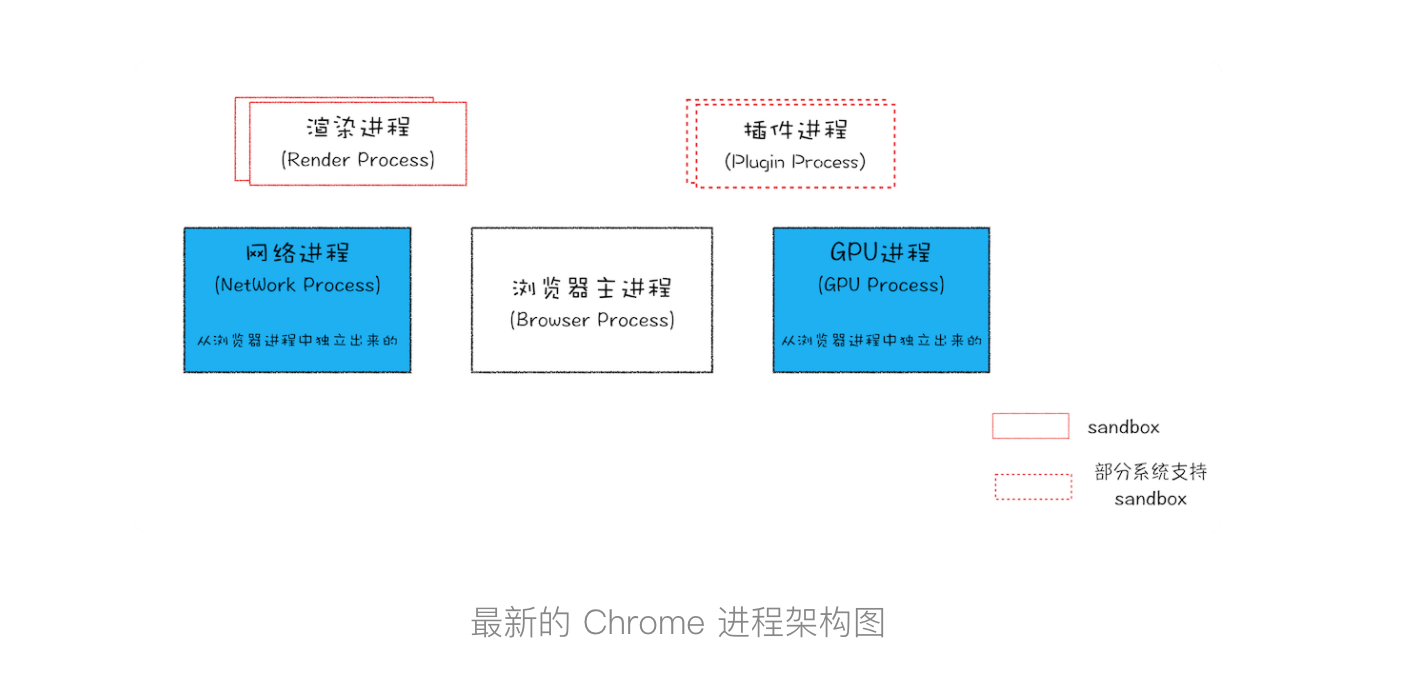 渲染进程
(Render Process)
插件进程
(Plugin Process)
网络进程
(NetWork Process)
从浏览器进程中独立出来的
浏览器主进程
(Browser Process)
GPU进程
(GPU Process)
从浏览器进程中独立出来的
sandbox
部分系统支持
sandbox
最新的 Chrome 进程架构图